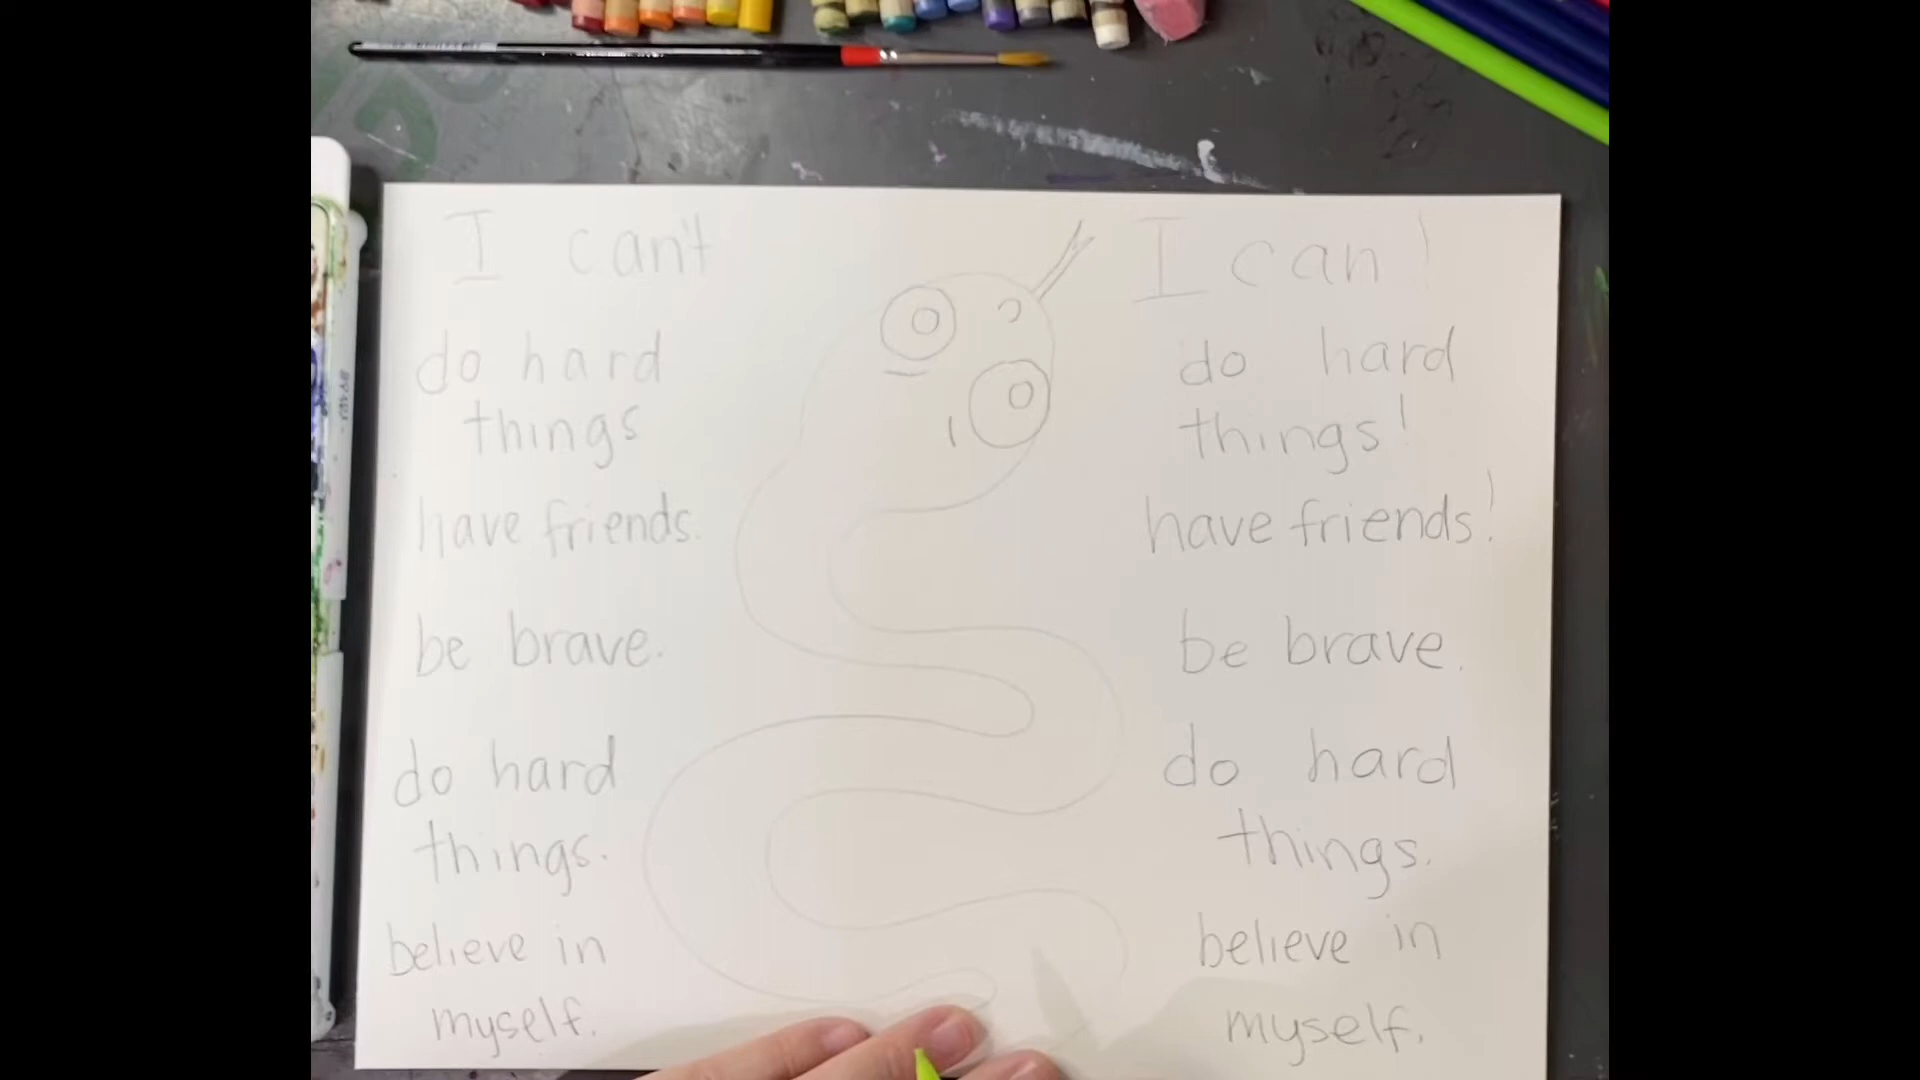 I can't
do hard
things
have friends.
be brave.
do hard
things.
believe in
myself.
I can!
do hard
things!
have friends!
be brave.
do hard
things.
believe in
myself.